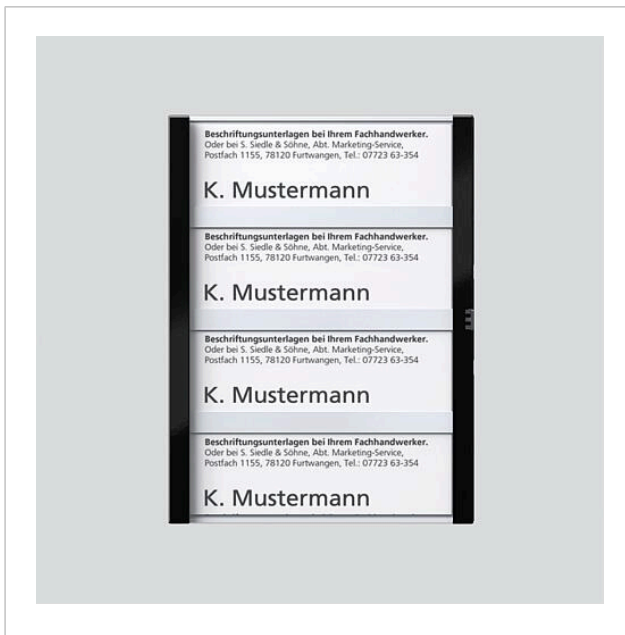 Beschriftungsunterlagen bei Ihrem Fachhandwerker.
Oder bei S. Siedle & Söhne, Abt. Marketing-Service,
Postfach 1155, 78120 Furtwangen, Tel.: 07723 63-354
K. Mustermann
Beschriftungsunterlagen bei Ihrem Fachhandwerker.
Oder bei S. Siedle & Söhne, Abt. Marketing-Service,
Postfach 1155, 78120 Furtwangen, Tel.: 07723 63-354
K. Mustermann
Beschriftungsunterlagen bei Ihrem Fachhandwerker.
Oder bei S. Siedle & Söhne, Abt. Marketing-Service,
Postfach 1155, 78120 Furtwangen, Tel.: 07723 63-354
K. Mustermann
Beschriftungsunterlagen bei Ihrem Fachhandwerker.
Oder bei S. Siedle & Söhne, Abt. Marketing-Service,
Postfach 1155, 78120 Furtwangen, Tel.: 07723 63-354
K. Mustermann